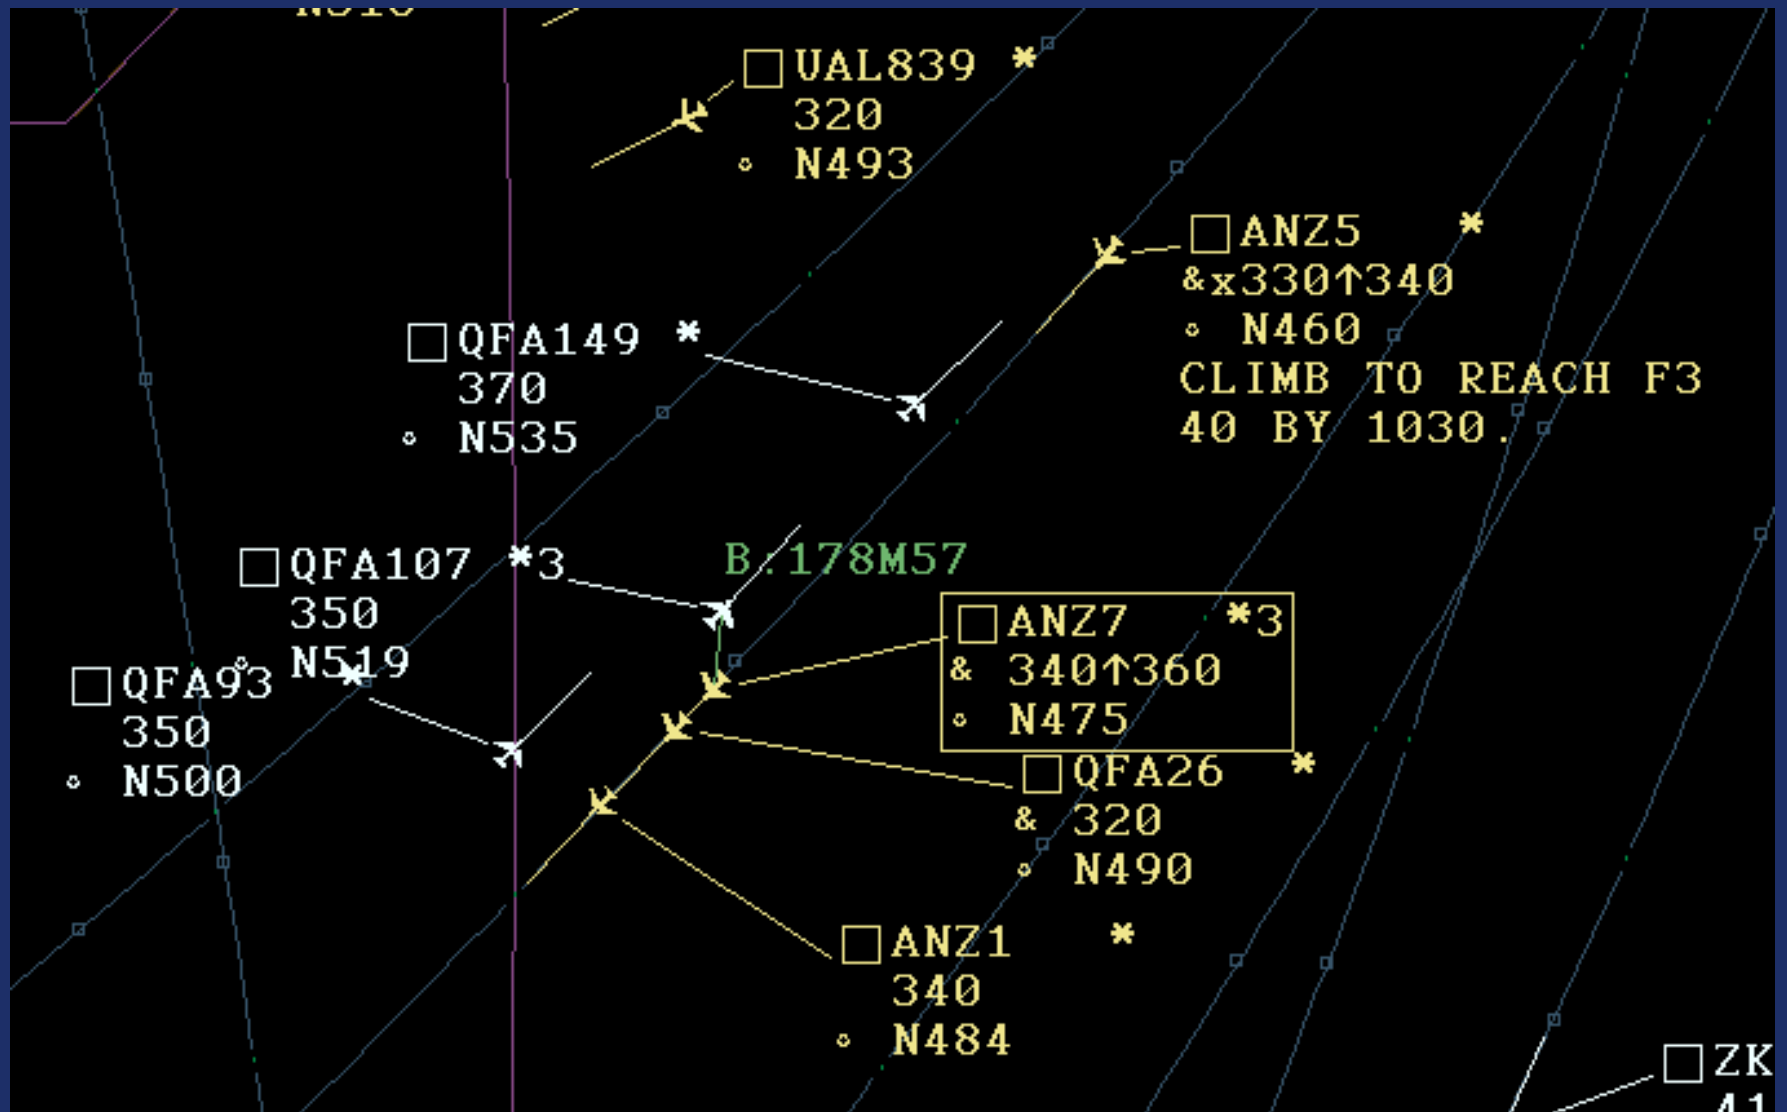 UAL839 *
320
N493
ANZ5 *
&x330↑340
N460
CLIMB TO REACH F3
40 BY 1030.
QFA149 *
370
N535
QFA107 *3
350
N519
B:178M57
ANZ7 *3
& 340↑360
N475
QFA93 *
350
N500
QFA26 *
& 320
N490
ANZ1 *
340
N484
ZK